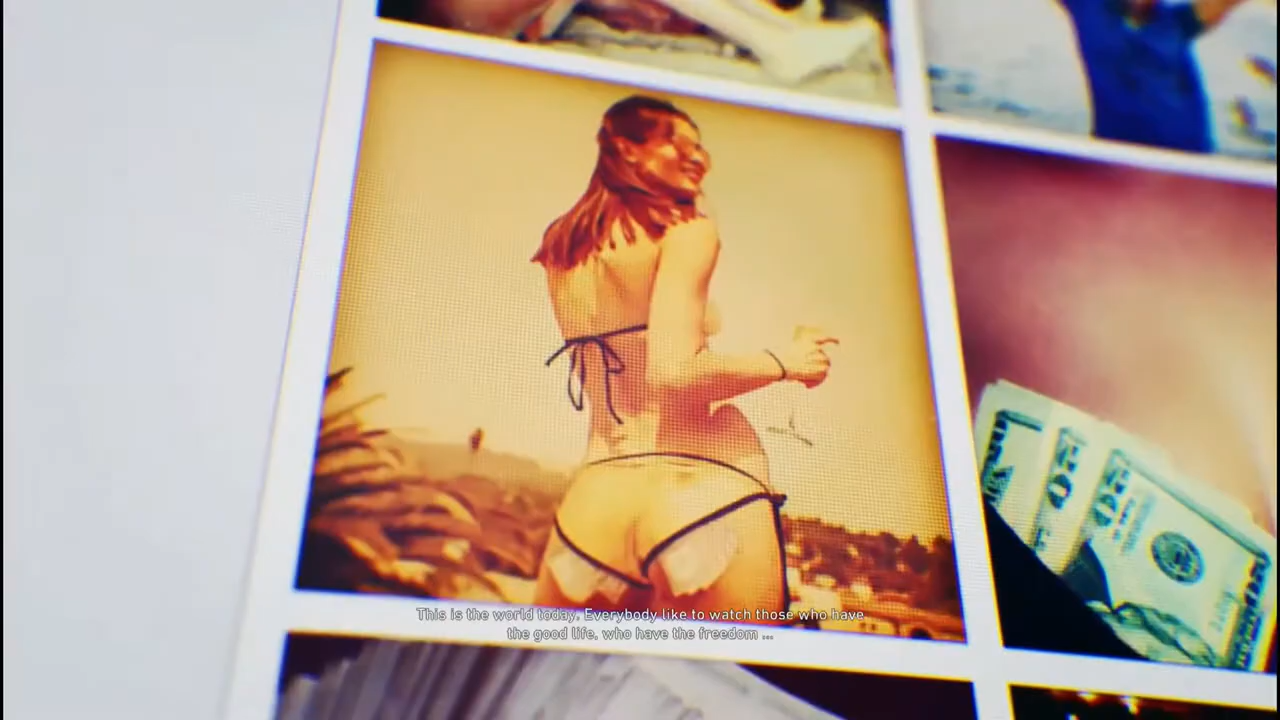 This is the world today. Everybody like to watch those who have
the good life, who have the freedom ...